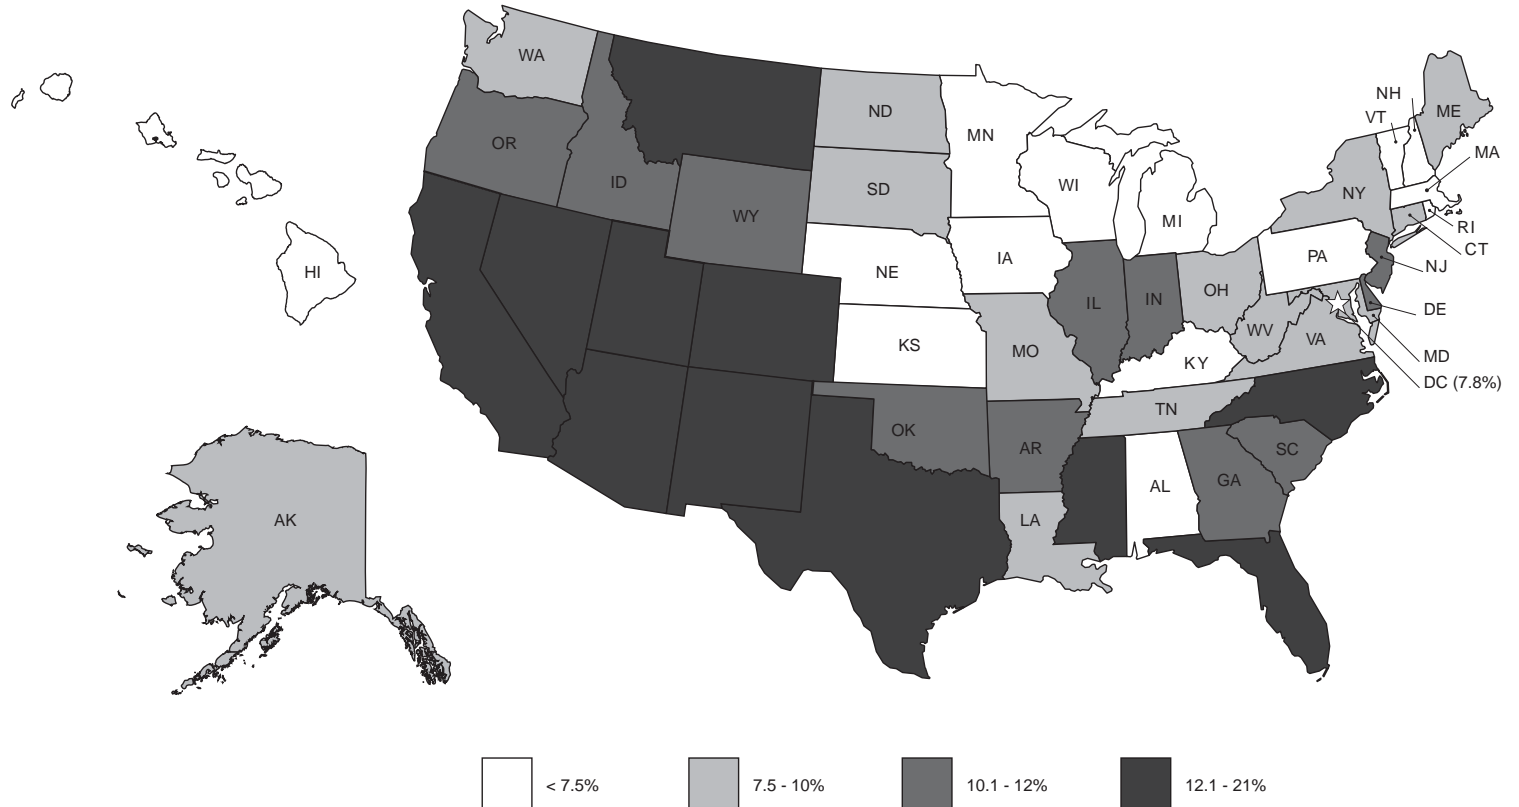 WA
NH
VT
ME
ND
MN
OR
MA
ID
SD
WI
NY
WY
MI
RI
CT
HI
NE
IA
PA
NJ
OH
IL
IN
DE
WV
VA
KS
MO
MD
KY
DC (7.8%)
TN
OK
AR
SC
GA
AL
AK
LA
< 7.5%
7.5 - 10%
10.1 - 12%
12.1 - 21%